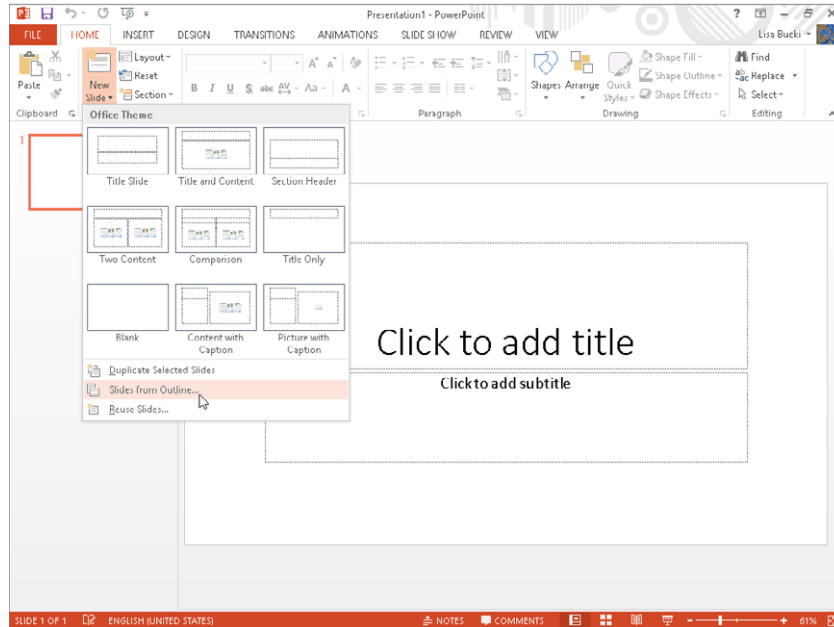 Presentation1 - PowerPoint
?
FILE HOME INSERT DESIGN TRANSITIONS ANIMATIONS SLIDE SHOW REVIEW VIEW Lisa Bucki
Paste
New
Slide
Layout
Reset
Section
B I U S abc AV Aa A
A A
Shapes
Arrange
Quick
Styles
Shape Fill
Shape Outline
Shape Effects
Find
Replace
Select
Clipboard Paragraph Drawing Editing
Office Theme
Title Slide Title and Content Section Header
Two Content Comparison Title Only
Blank Content with Caption Picture with Caption
Duplicate Selected Slides
Slides from Outline...
Reuse Slides...
1
Click to add title
Click to add subtitle
SLIDE 1 OF 1 ENGLISH (UNITED STATES) NOTES COMMENTS 61%